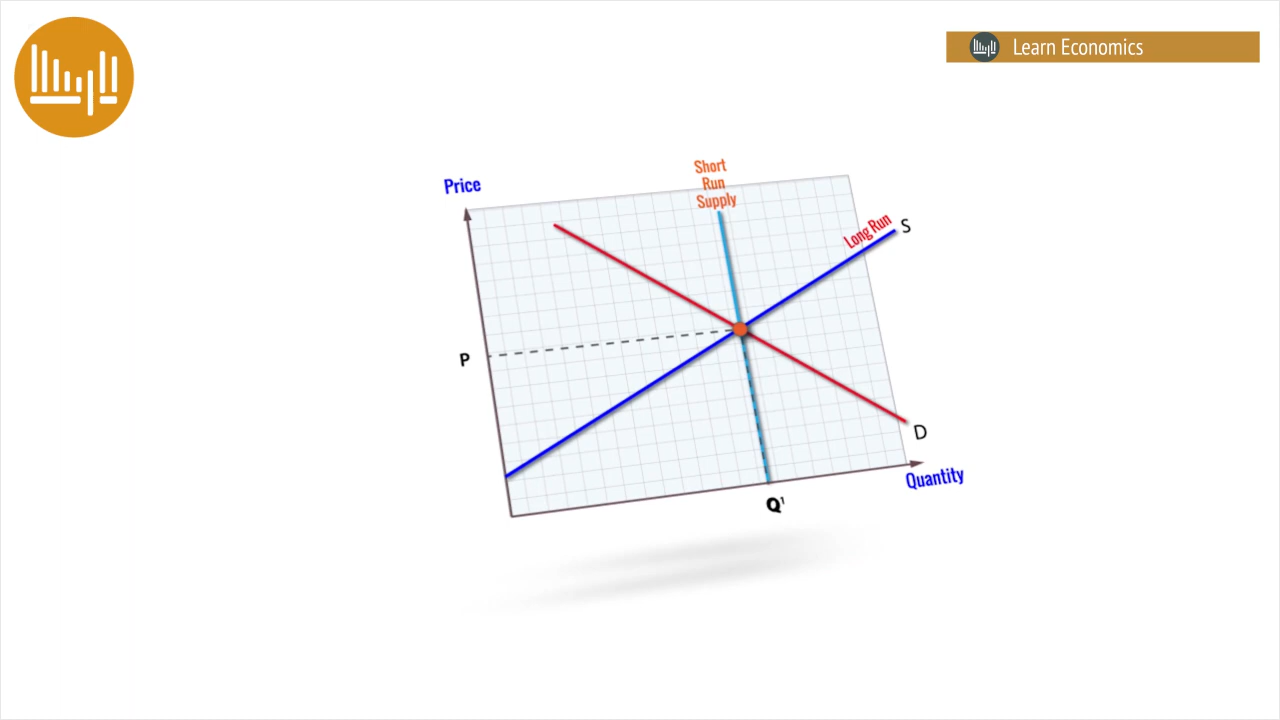 Learn Economics
Short
Run
Supply
Price
Long Run
S
P
D
Quantity
Q¹